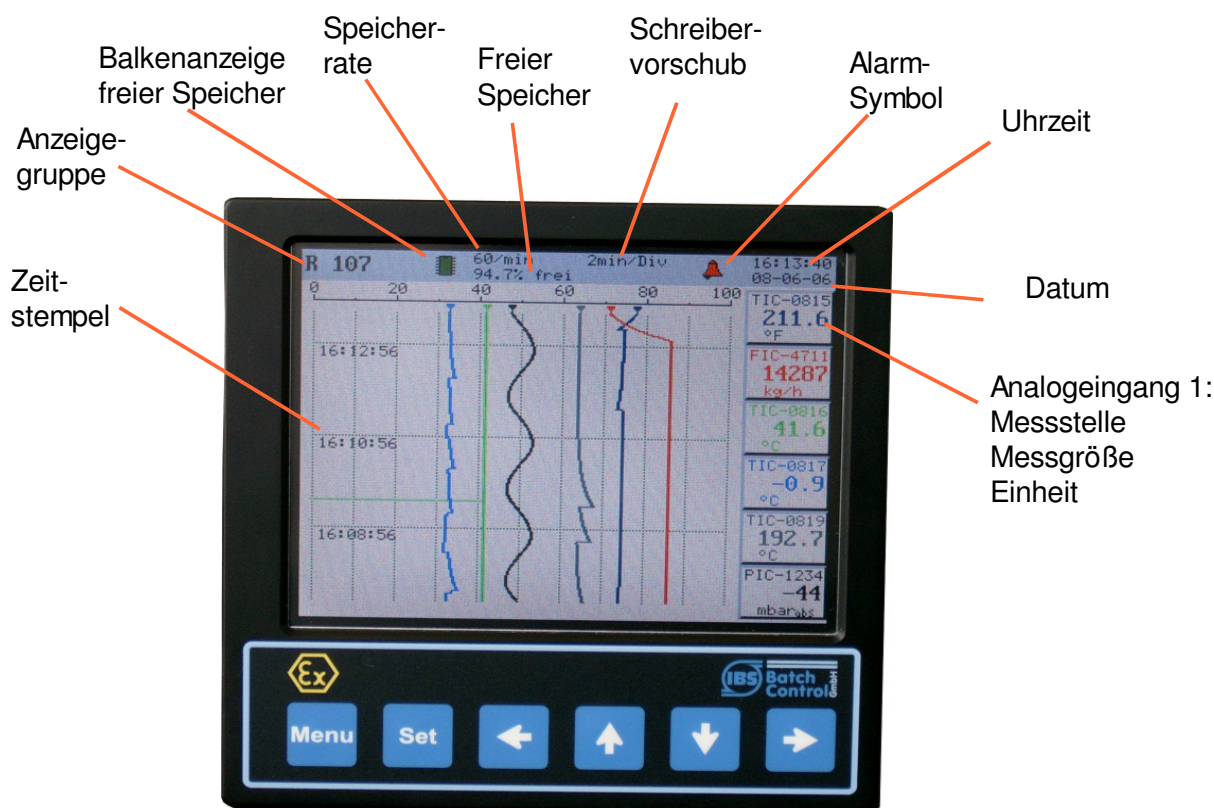 Speicher-
rate
Schreiber-
vorschub
Balkenanzeige
freier Speicher
Freier
Speicher
Alarm-
Symbol
Uhrzeit
Anzeige-
gruppe
Zeit-
stempel
Datum
Analogeingang 1:
Messstelle
Messgröße
Einheit
R 107
60/min
94.7% frei
2min/Div
16:13:40
08-06-06
0 20 40 60 80 100
16:12:56
16:10:56
16:08:56
TIC-0815
211.6
°F
FIC-4711
14287
kg/h
TIC-0816
41.6
°C
TIC-0817
-0.9
°C
TIC-0819
192.7
°C
PIC-1234
-44
mbarabs
Ex
IBS
Batch
Control
GmbH
Menu
Set